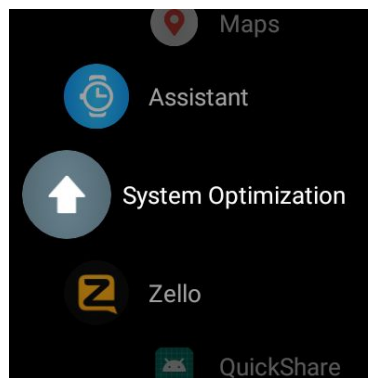 Maps
Assistant
System Optimization
Zello
QuickShare